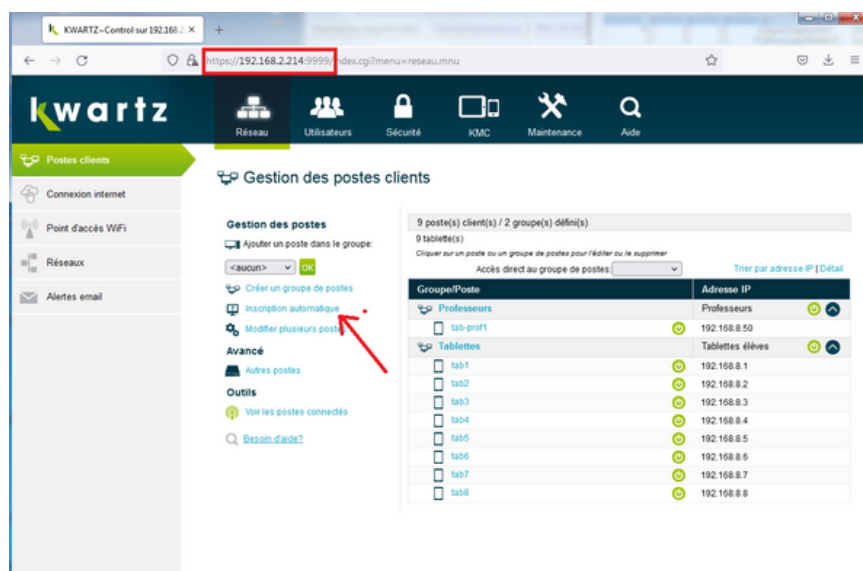 KWARTZ~Control sur 192.168.2
https://192.168.2.214:9999/index.cgi?menu=reseau.mnu
kwartz
Réseau
Utilisateurs
Sécurité
KMC
Maintenance
Aide
Postes clients
Connexion internet
Point d'accès WiFi
Réseaux
Alertes email
Gestion des postes clients
Gestion des postes
Ajouter un poste dans le groupe:
<aucun> OK
Créer un groupe de postes
Inscription automatique
Modifier plusieurs postes
Avancé
Autres postes
Outils
Voir les postes connectés
Besoin d'aide?
9 poste(s) client(s) / 2 groupe(s) défini(s)
9 tablette(s)
Cliquer sur un poste ou un groupe de postes pour l'éditer ou le supprimer
Accès direct au groupe de postes:
Trier par adresse IP | Détail
Groupe/Poste Adresse IP
Professeurs Professeurs
tab-prof1 192.168.8.50
Tablettes Tablettes élèves
tab1 192.168.8.1
tab2 192.168.8.2
tab3 192.168.8.3
tab4 192.168.8.4
tab5 192.168.8.5
tab6 192.168.8.6
tab7 192.168.8.7
tab8 192.168.8.8